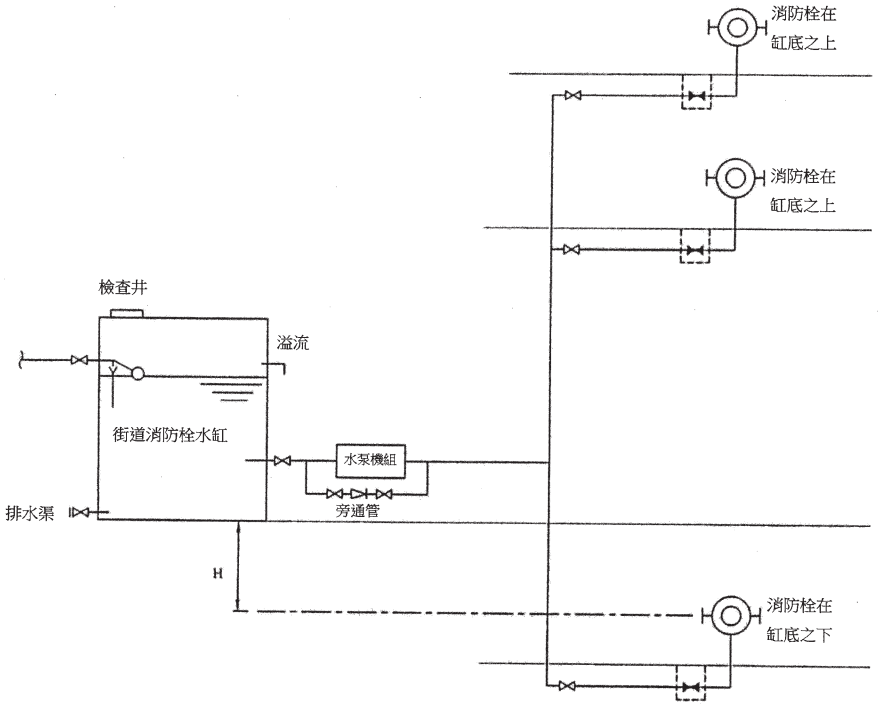 消防栓在
缸底之上
消防栓在
缸底之上
檢查井
溢流
街道消防栓水缸
水泵機組
旁通管
排水渠
H
消防栓在
缸底之下